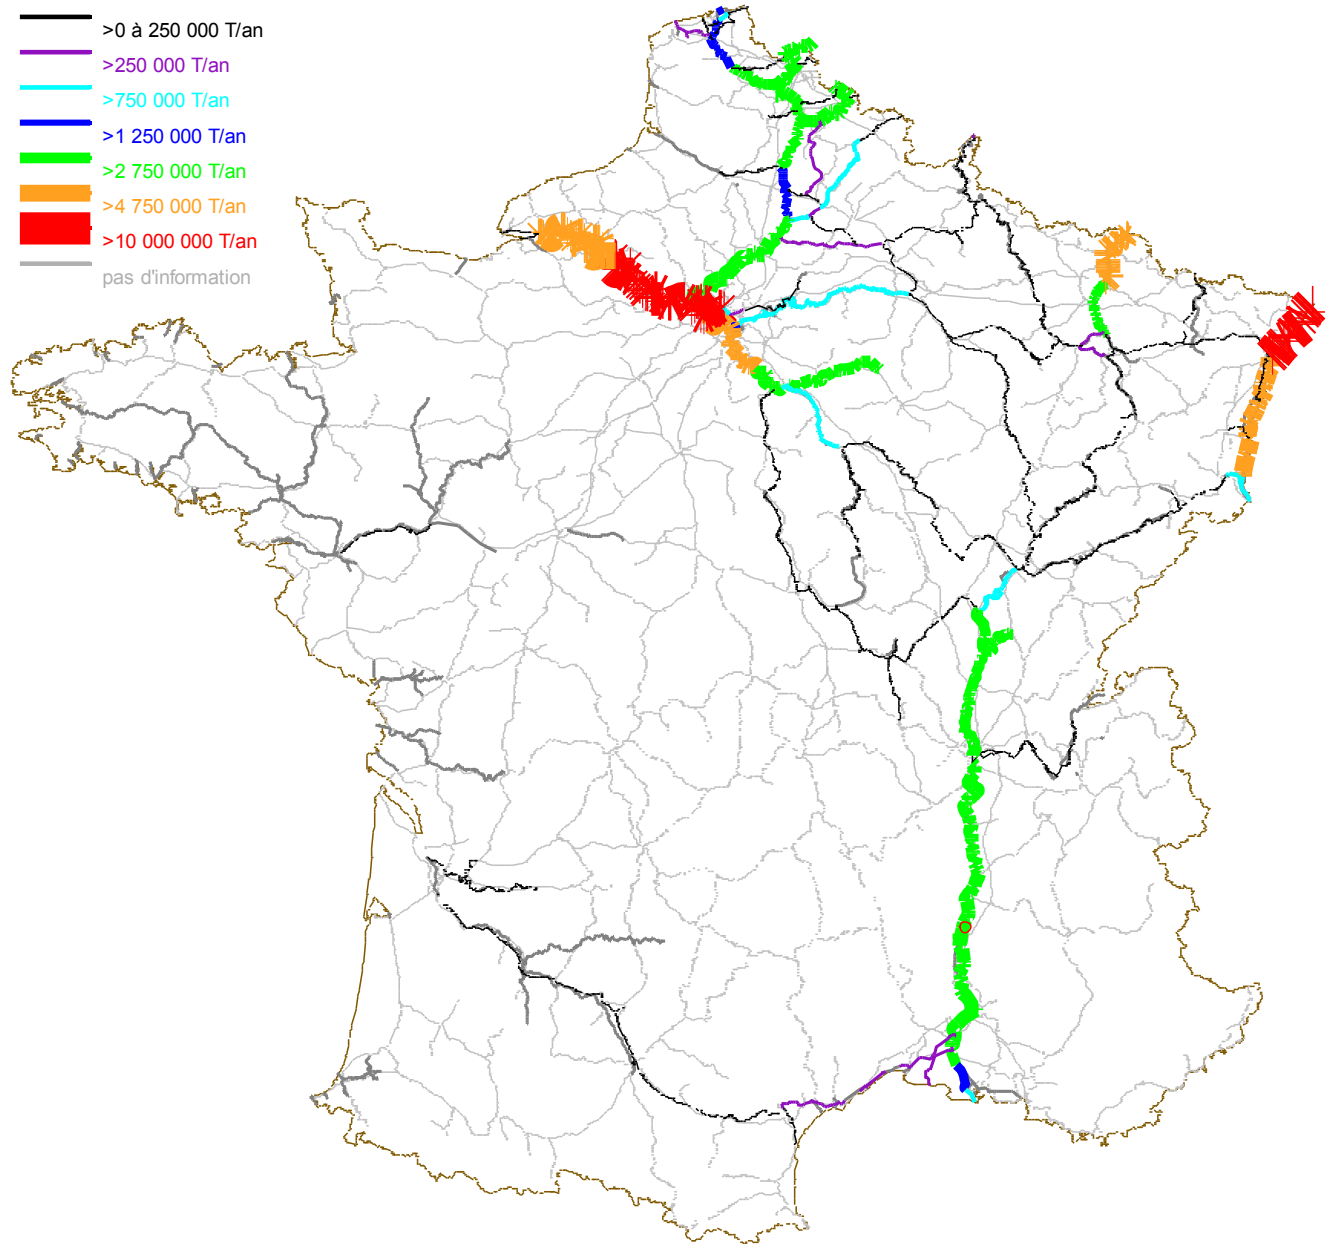 >0 à 250 000 T/an
>250 000 T/an
>750 000 T/an
>1 250 000 T/an
>2 750 000 T/an
>4 750 000 T/an
>10 000 000 T/an
pas d'information